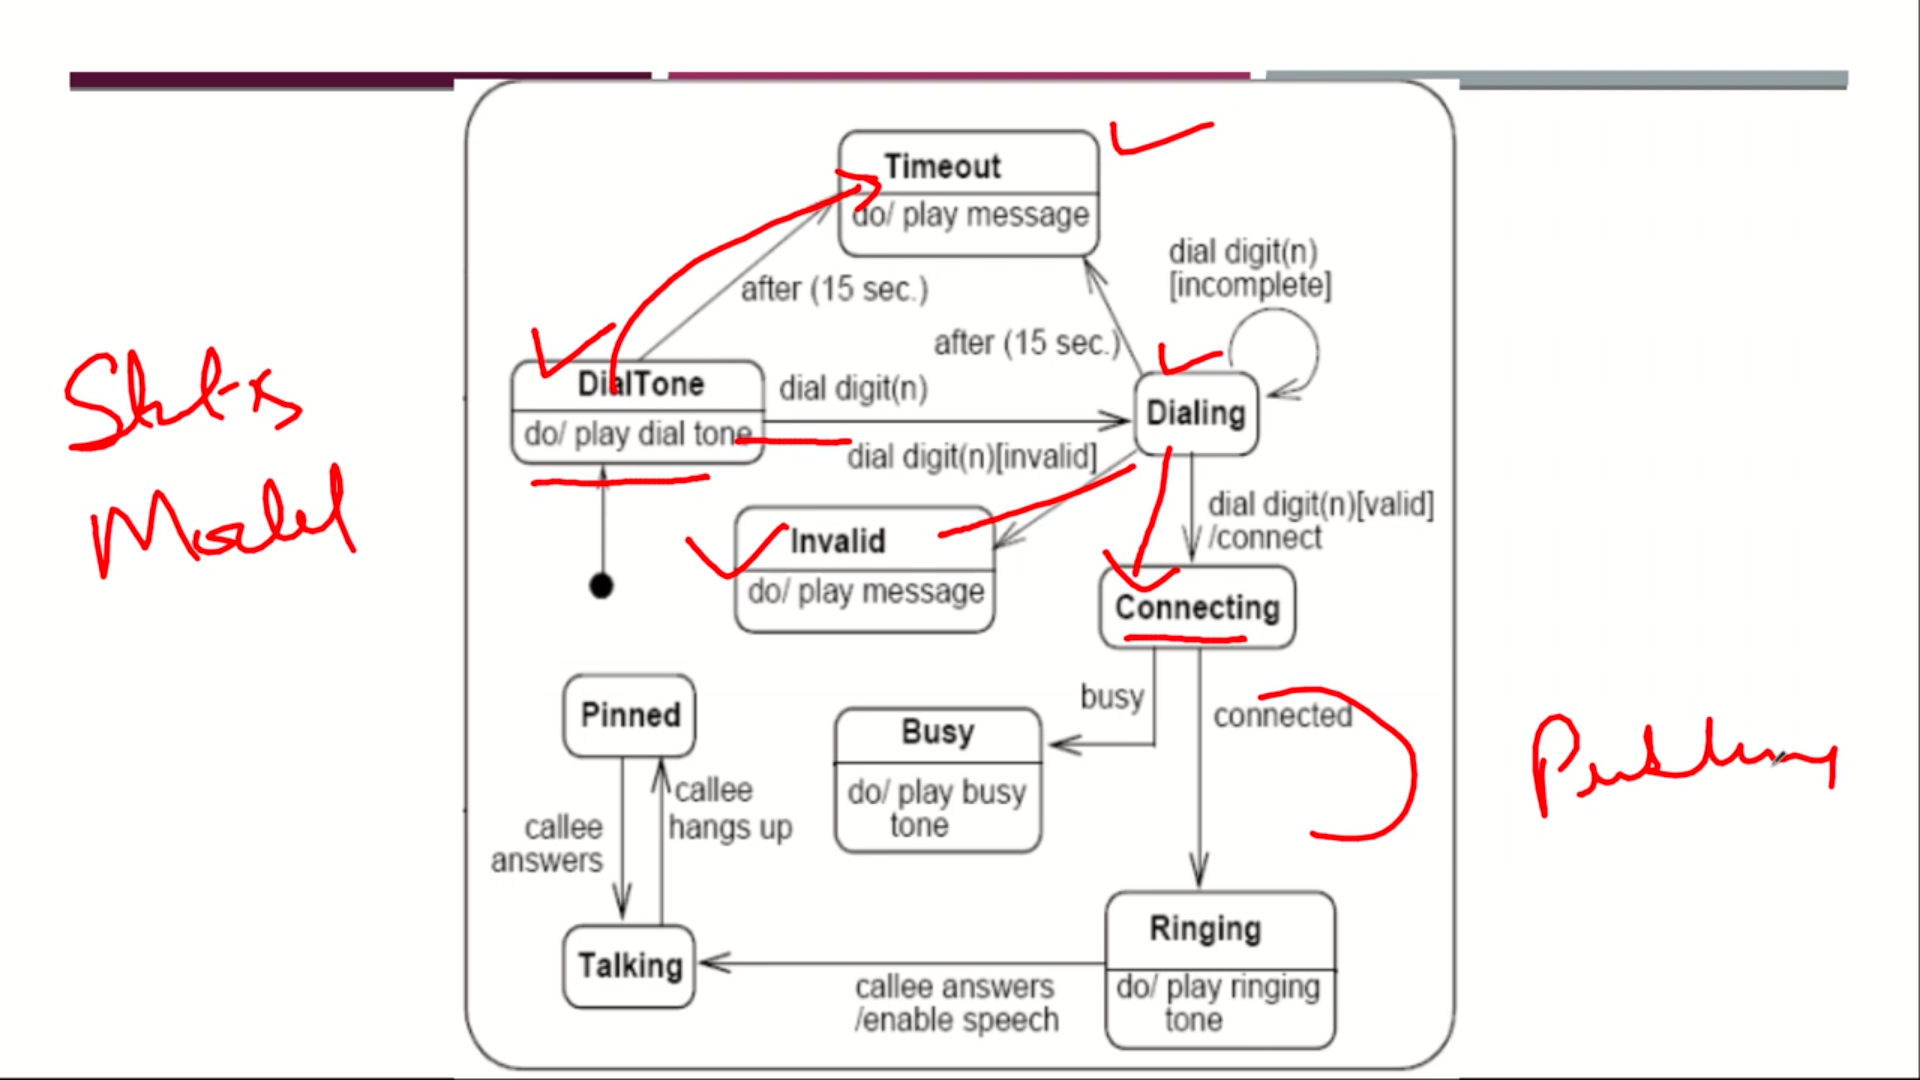 Timeout
do/ play message
dial digit(n)
[incomplete]
after (15 sec.)
after (15 sec.)
DialTone
do/ play dial tone
dial digit(n)
Dialing
dial digit(n)[invalid]
dial digit(n)[valid]
/connect
Invalid
do/ play message
Model
Connecting
Pinned
busy
connected
Busy
do/ play busy
tone
callee
hangs up
callee
answers
Ringing
do/ play ringing
tone
Talking
callee answers
/enable speech